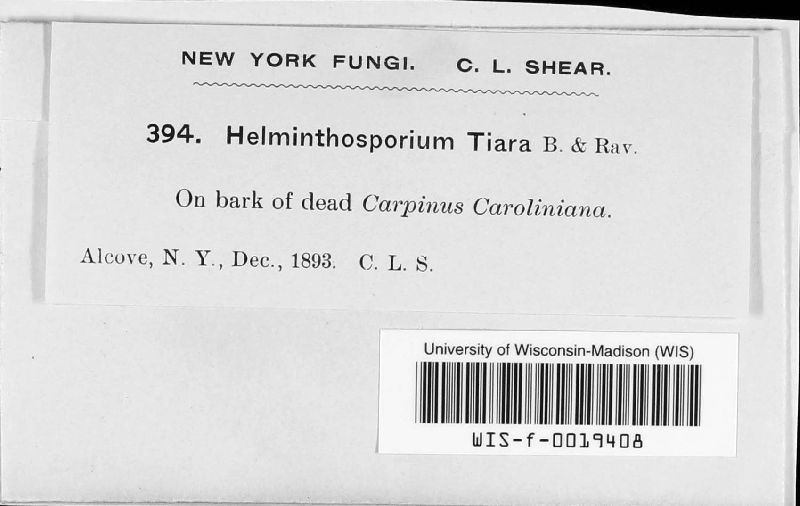 NEW YORK FUNGI. C. L. SHEAR.
394. Helminthosporium Tiara B. & Rav.
On bark of dead Carpinus Caroliniana.
Alcove, N. Y., Dec., 1893. C. L. S.
University of Wisconsin-Madison (WIS)
WIS-f-0019408